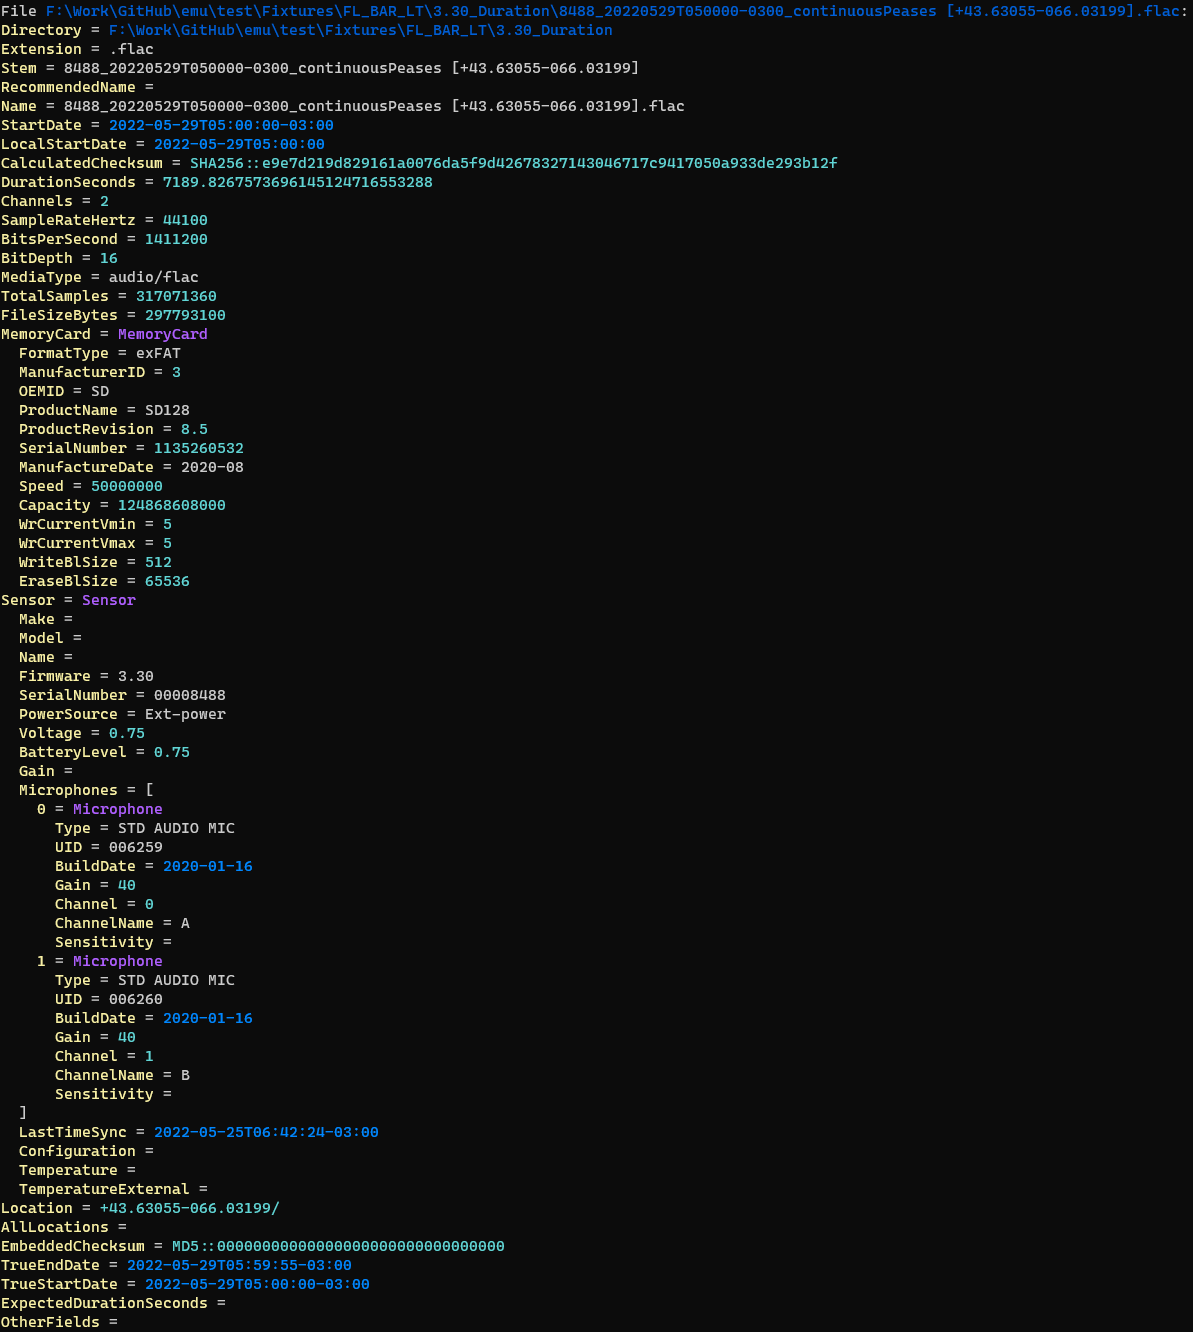 File F:\Work\GitHub\emu\test\Fixtures\FL_BAR_LT\3.30_Duration\8488_20220529T050000-0300_continuousPeases [+43.63055-066.03199].flac:
Directory = F:\Work\GitHub\emu\test\Fixtures\FL_BAR_LT\3.30_Duration
Extension = .flac
Stem = 8488_20220529T050000-0300_continuousPeases [+43.63055-066.03199]
RecommendedName =
Name = 8488_20220529T050000-0300_continuousPeases [+43.63055-066.03199].flac
StartDate = 2022-05-29T05:00:00-03:00
LocalStartDate = 2022-05-29T05:00:00
CalculatedChecksum = SHA256::e9e7d219d829161a0076da5f9d42678327143046717c9417050a933de293b12f
DurationSeconds = 7189.8267573696145124716553288
Channels = 2
SampleRateHertz = 44100
BitsPerSecond = 1411200
BitDepth = 16
MediaType = audio/flac
TotalSamples = 317071360
FileSizeBytes = 297793100
MemoryCard = MemoryCard
  FormatType = exFAT
  ManufacturerID = 3
  OEMID = SD
  ProductName = SD128
  ProductRevision = 8.5
  SerialNumber = 1135260532
  ManufactureDate = 2020-08
  Speed = 50000000
  Capacity = 124868608000
  WrCurrentVmin = 5
  WrCurrentVmax = 5
  WriteBlSize = 512
  EraseBlSize = 65536
Sensor = Sensor
  Make =
  Model =
  Name =
  Firmware = 3.30
  SerialNumber = 00008488
  PowerSource = Ext-power
  Voltage = 0.75
  BatteryLevel = 0.75
  Gain =
  Microphones = [
    0 = Microphone
      Type = STD AUDIO MIC
      UID = 006259
      BuildDate = 2020-01-16
      Gain = 40
      Channel = 0
      ChannelName = A
      Sensitivity =
    1 = Microphone
      Type = STD AUDIO MIC
      UID = 006260
      BuildDate = 2020-01-16
      Gain = 40
      Channel = 1
      ChannelName = B
      Sensitivity =
  ]
  LastTimeSync = 2022-05-25T06:42:24-03:00
  Configuration =
  Temperature =
  TemperatureExternal =
Location = +43.63055-066.03199/
AllLocations =
EmbeddedChecksum = MD5::00000000000000000000000000000000
TrueEndDate = 2022-05-29T05:59:55-03:00
TrueStartDate = 2022-05-29T05:00:00-03:00
ExpectedDurationSeconds =
OtherFields =